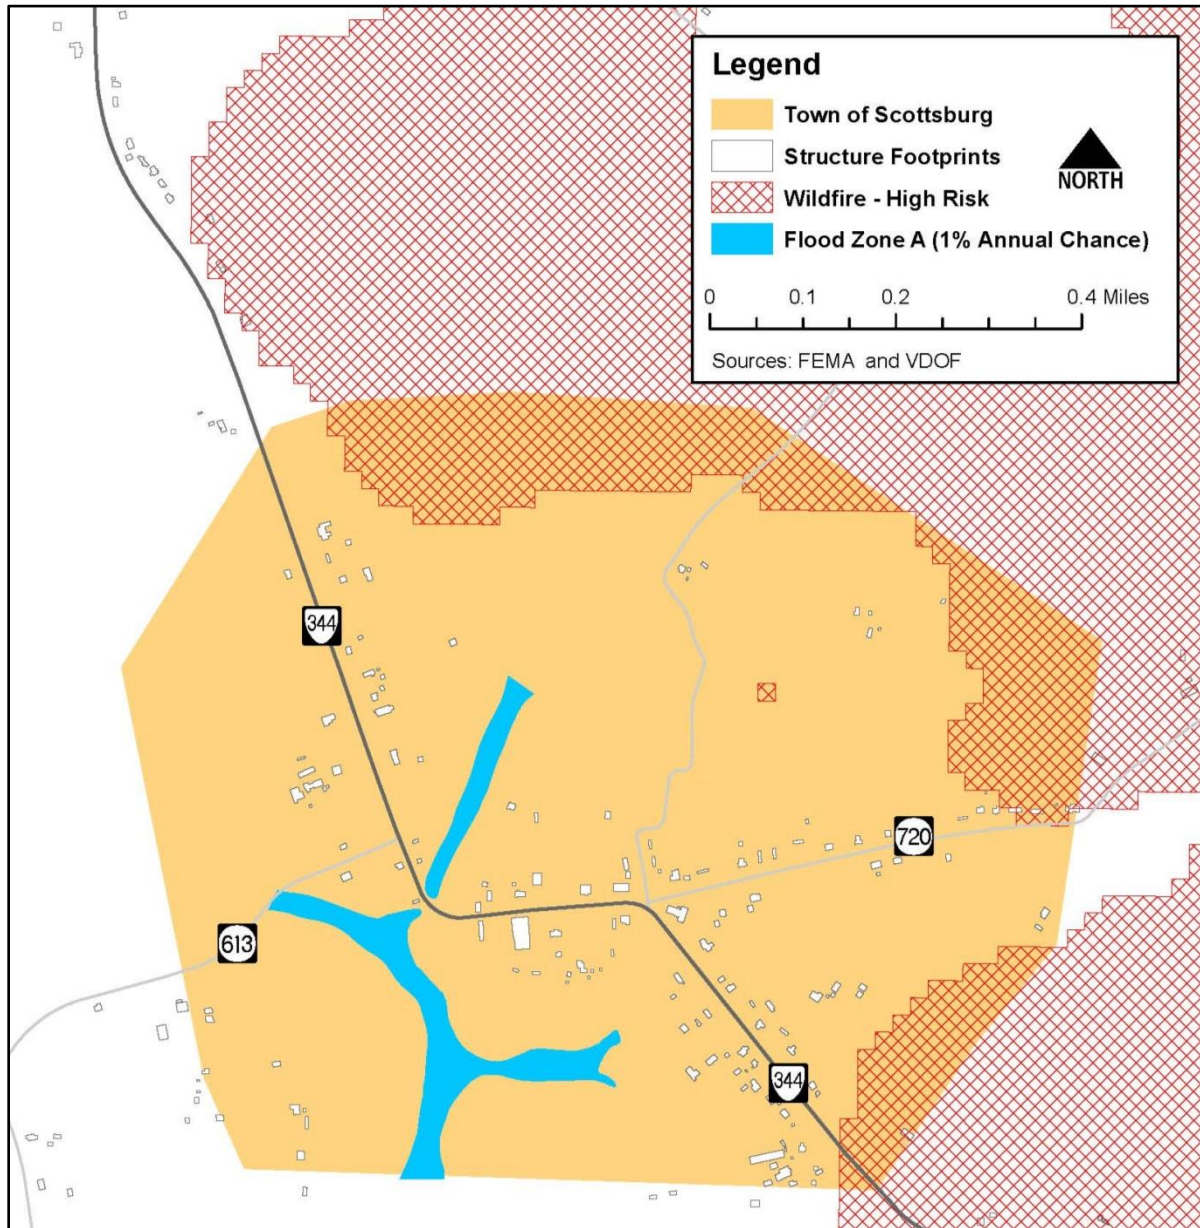 Legend
Town of Scottsburg
Structure Footprints
Wildfire - High Risk
Flood Zone A (1% Annual Chance)
NORTH
0 0.1 0.2 0.4 Miles
Sources: FEMA and VDOF
344
720
613
344